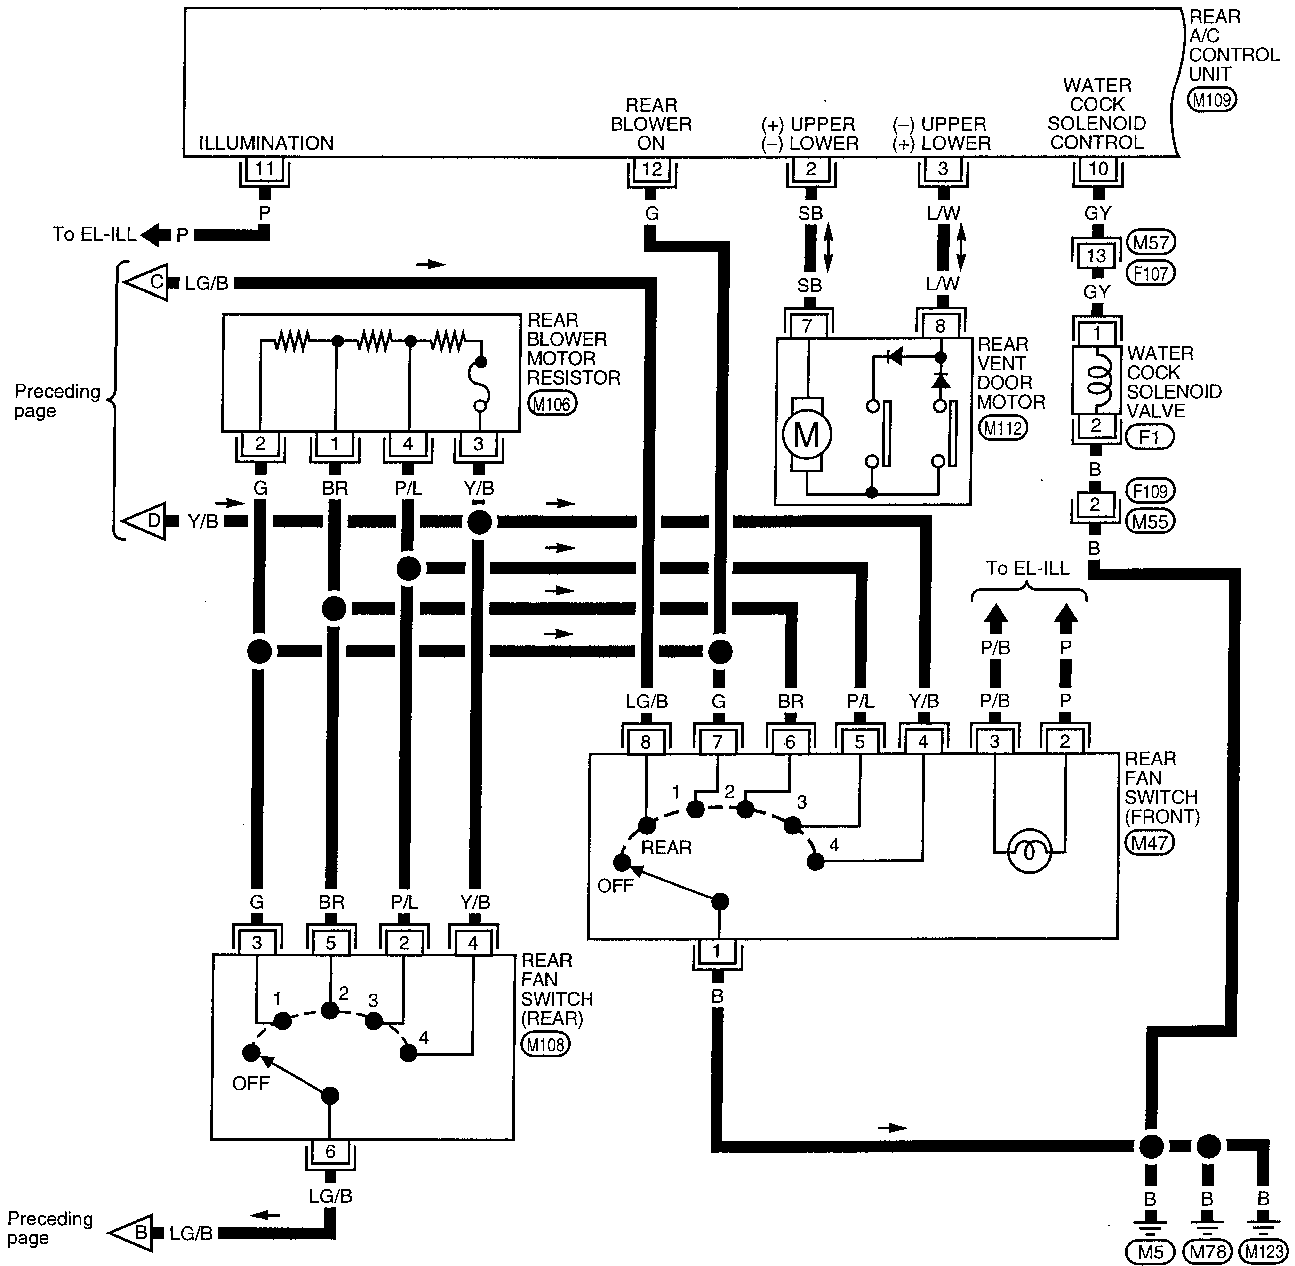 REAR
A/C
CONTROL
UNIT
M109
ILLUMINATION
REAR
BLOWER
ON
(+) UPPER
(–) LOWER
(–) UPPER
(+) LOWER
WATER
COCK
SOLENOID
CONTROL
11
12
2
3
10
P
G
SB
L/W
GY
To EL-ILL
P
13
M57
F107
C
LG/B
SB
L/W
GY
7
8
1
REAR
BLOWER
MOTOR
RESISTOR
M106
REAR
VENT
DOOR
MOTOR
M112
M
WATER
COCK
SOLENOID
VALVE
F1
2
Preceding
page
2
1
4
3
B
G
BR
P/L
Y/B
2
F109
M55
D
Y/B
B
To EL-ILL
P/B
P
LG/B
G
BR
P/L
Y/B
P/B
P
8
7
6
5
4
3
2
REAR
FAN
SWITCH
(FRONT)
M47
1
2
3
4
REAR
OFF
1
B
G
BR
P/L
Y/B
3
5
2
4
REAR
FAN
SWITCH
(REAR)
M108
1
2
3
4
OFF
6
LG/B
Preceding
page
B
LG/B
B
B
B
M5
M78
M123